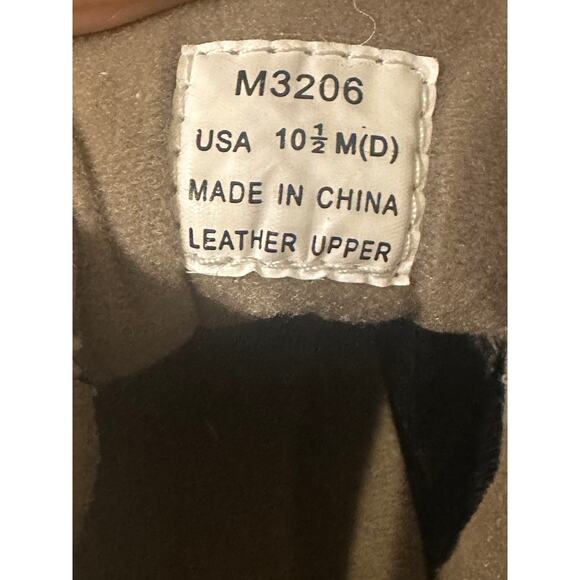 M3206
USA 10½ M(D)
MADE IN CHINA
LEATHER UPPER